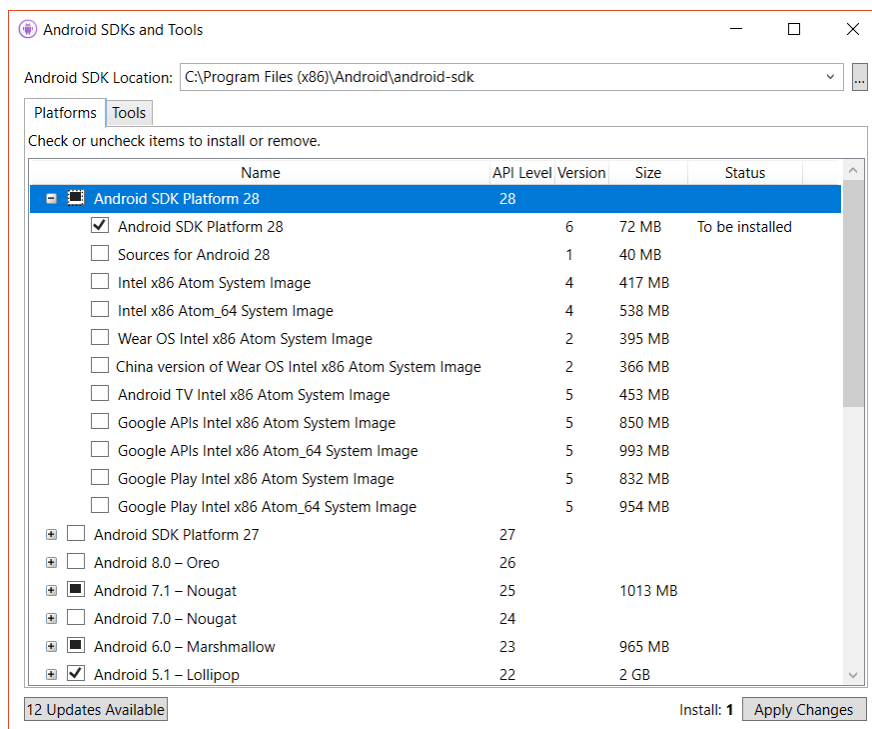 Android SDKs and Tools
Android SDK Location: C:\Program Files (x86)\Android\android-sdk ...
Platforms Tools
Check or uncheck items to install or remove.
Name API Level Version Size Status
Android SDK Platform 28 28
Android SDK Platform 28 6 72 MB To be installed
Sources for Android 28 1 40 MB
Intel x86 Atom System Image 4 417 MB
Intel x86 Atom_64 System Image 4 538 MB
Wear OS Intel x86 Atom System Image 2 395 MB
China version of Wear OS Intel x86 Atom System Image 2 366 MB
Android TV Intel x86 Atom System Image 5 453 MB
Google APIs Intel x86 Atom System Image 5 850 MB
Google APIs Intel x86 Atom_64 System Image 5 993 MB
Google Play Intel x86 Atom System Image 5 832 MB
Google Play Intel x86 Atom_64 System Image 5 954 MB
Android SDK Platform 27 27
Android 8.0 – Oreo 26
Android 7.1 – Nougat 25 1013 MB
Android 7.0 – Nougat 24
Android 6.0 – Marshmallow 23 965 MB
Android 5.1 – Lollipop 22 2 GB
12 Updates Available Install: 1 Apply Changes